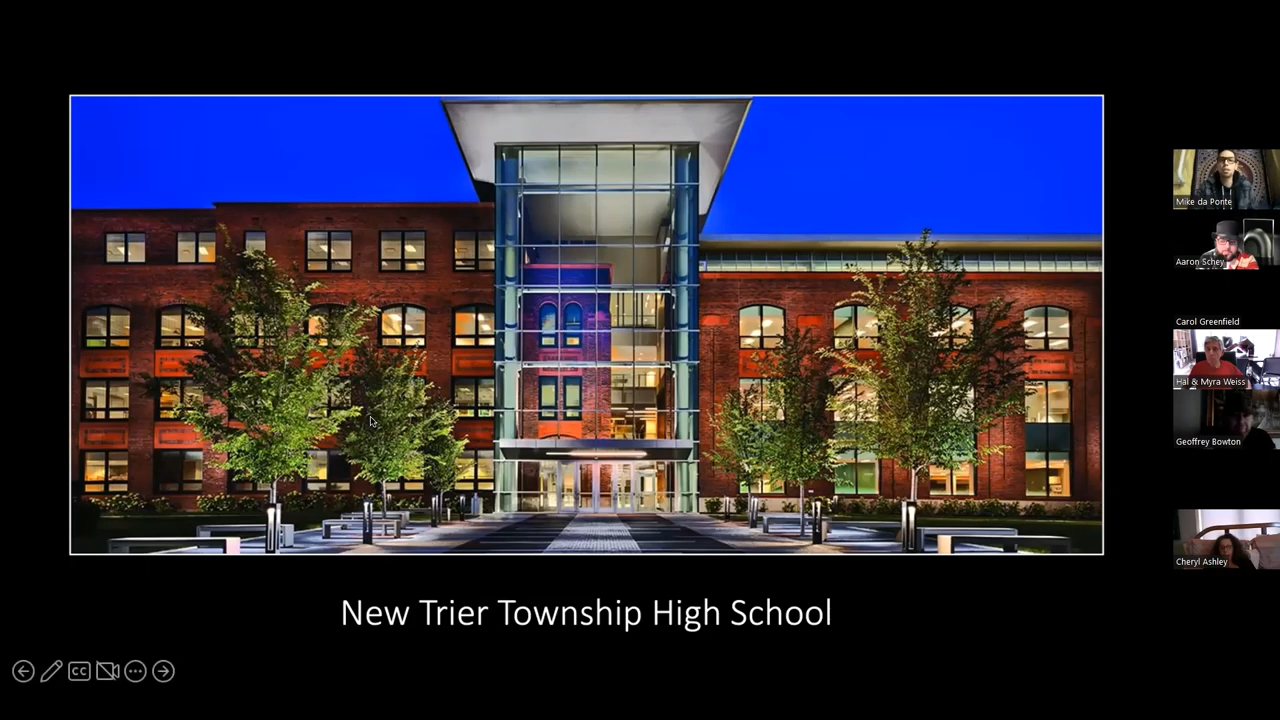 Mike da Ponte
Aaron Schey
Carol Greenfield
Hal & Myra Weiss
Geoffrey Bowton
Cheryl Ashley
New Trier Township High School
CC